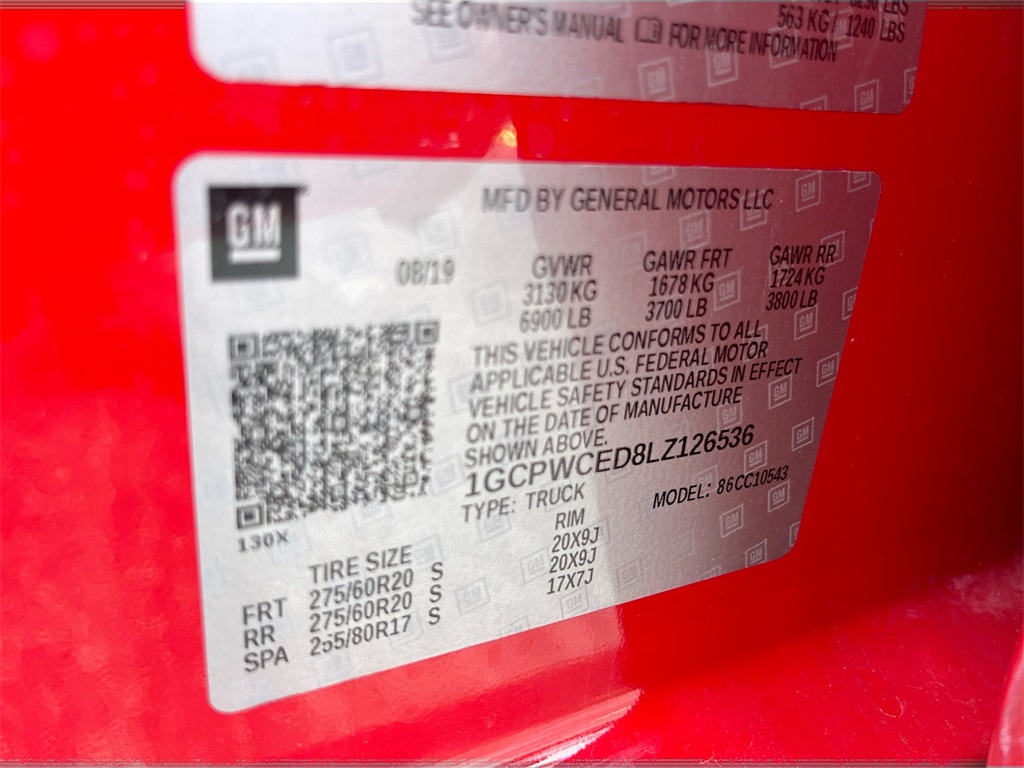 LBS
563 KG / 1240 LBS
SEE OWNER'S MANUAL FOR MORE INFORMATION
GM
MFD BY GENERAL MOTORS LLC
08/19 GVWR GAWR FRT GAWR RR
3130 KG 1678 KG 1724 KG
6900 LB 3700 LB 3800 LB
THIS VEHICLE CONFORMS TO ALL
APPLICABLE U.S. FEDERAL MOTOR
VEHICLE SAFETY STANDARDS IN EFFECT
ON THE DATE OF MANUFACTURE
SHOWN ABOVE.
1GCPWCED8LZ126536
TYPE: TRUCK MODEL: 86CC10543
130X
TIRE SIZE RIM
FRT 275/60R20 S 20X9J
RR 275/60R20 S 20X9J
SPA 255/80R17 S 17X7J